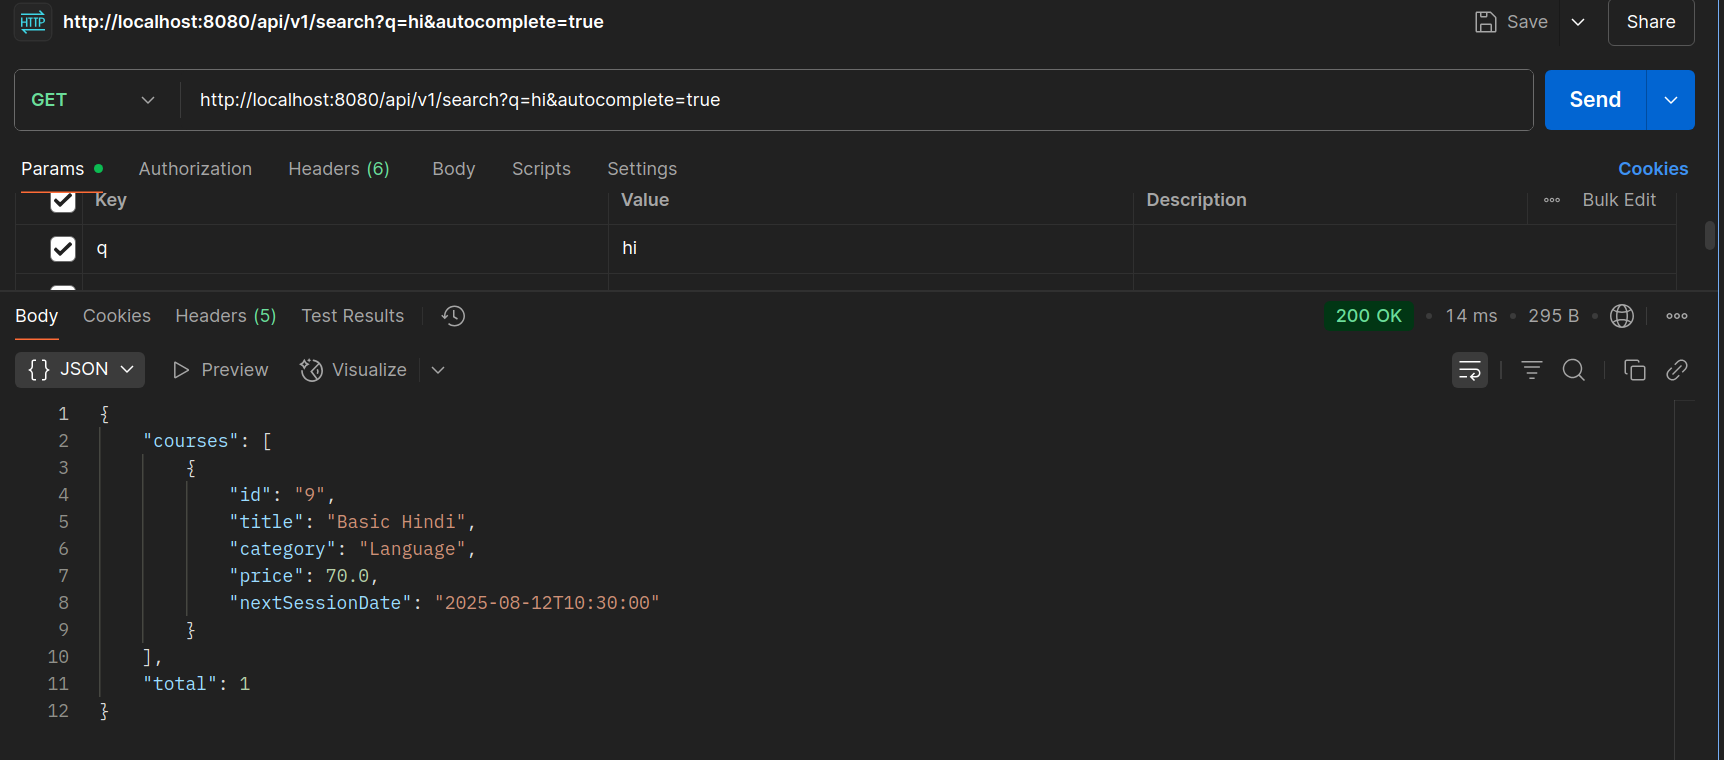 HTTP http://localhost:8080/api/v1/search?q=hi&autocomplete=true Save Share
GET http://localhost:8080/api/v1/search?q=hi&autocomplete=true Send
Params Authorization Headers (6) Body Scripts Settings Cookies
Key Value Description Bulk Edit
q hi
Body Cookies Headers (5) Test Results 200 OK • 14 ms • 295 B •
{} JSON Preview Visualize
1 {
2 "courses": [
3 {
4 "id": "9",
5 "title": "Basic Hindi",
6 "category": "Language",
7 "price": 70.0,
8 "nextSessionDate": "2025-08-12T10:30:00"
9 }
10 ],
11 "total": 1
12 }